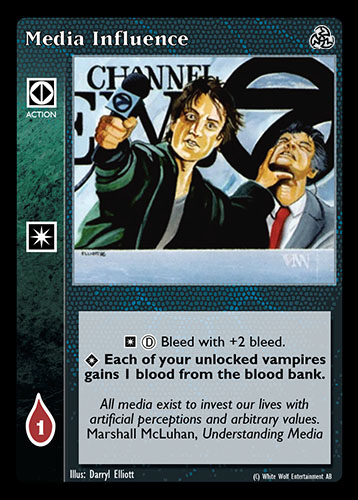 Media Influence
ACTION
CHANNEL
Ⓓ Bleed with +2 bleed.
Each of your unlocked vampires
gains 1 blood from the blood bank.
All media exist to invest our lives with
artificial perceptions and arbitrary values.
Marshall McLuhan, Understanding Media
1
Illus: Darryl Elliott
(C) White Wolf Entertainment AB